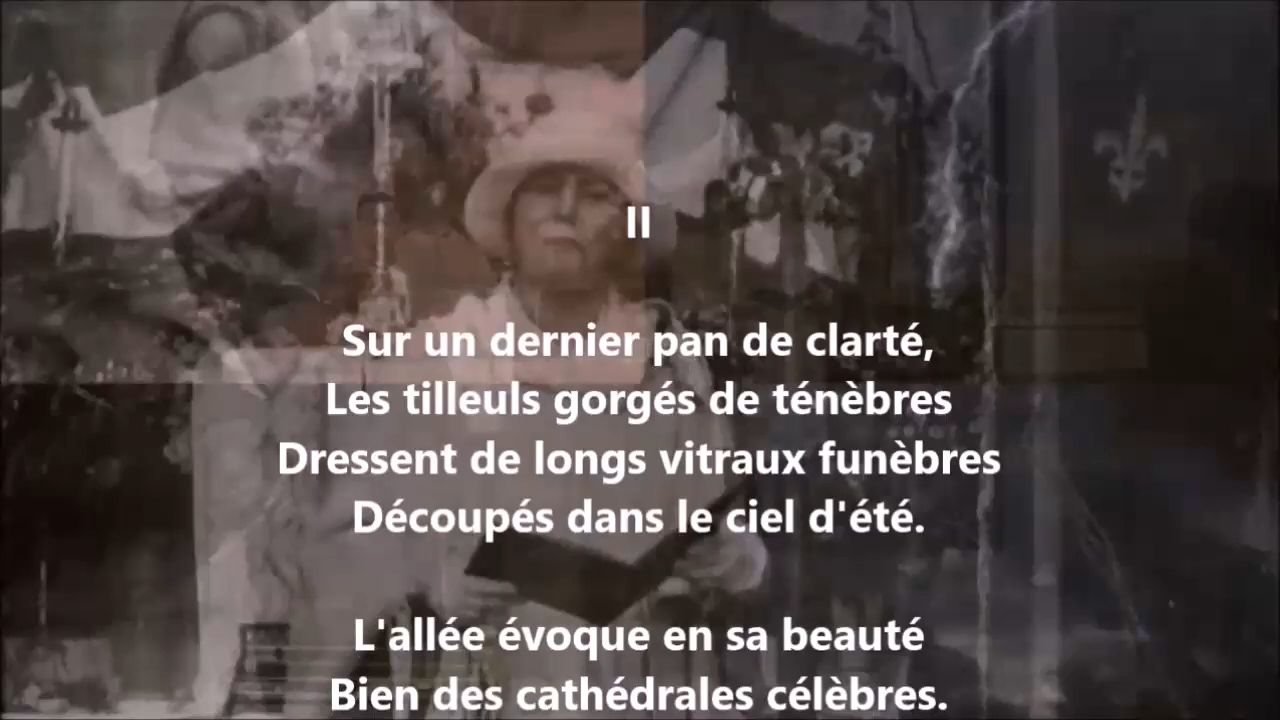 II
Sur un dernier pan de clarté,
Les tilleuls gorgés de ténèbres
Dressent de longs vitraux funèbres
Découpés dans le ciel d'été.
L'allée évoque en sa beauté
Bien des cathédrales célèbres.